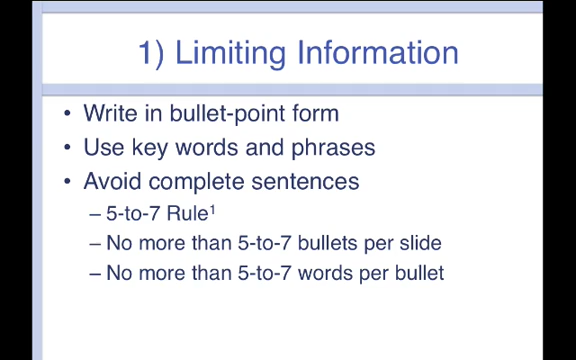 1) Limiting Information
• Write in bullet-point form
• Use key words and phrases
• Avoid complete sentences
– 5-to-7 Rule¹
– No more than 5-to-7 bullets per slide
– No more than 5-to-7 words per bullet